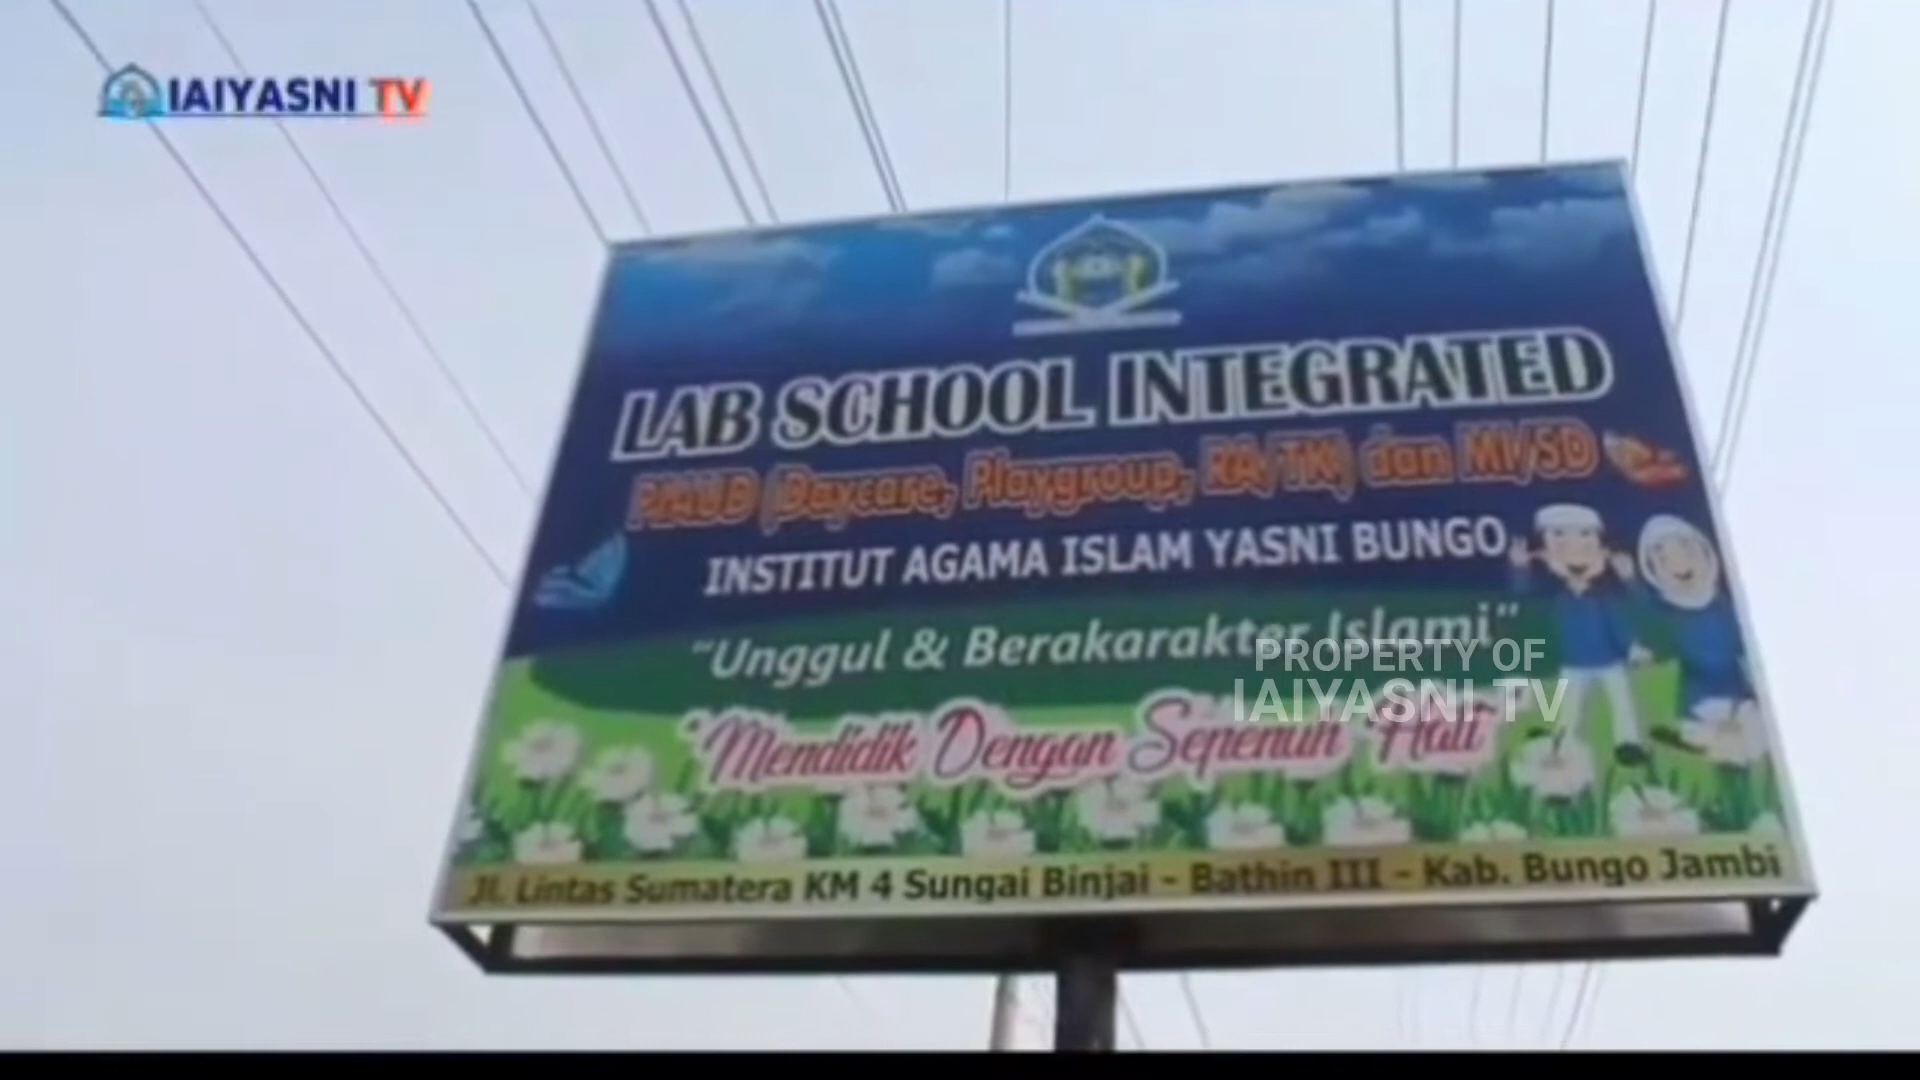 IAIYASNI TV
LAB SCHOOL INTEGRATED
PIAUD (Daycare, Playgroup, RA/TK) dan MI/SD
INSTITUT AGAMA ISLAM YASNI BUNGO
"Unggul & Berakarakter Islami"
PROPERTY OF
IAIYASNI TV
"Mendidik Dengan Sepenuh Hati"
Jl. Lintas Sumatera KM 4 Sungai Binjai - Bathin III - Kab. Bungo Jambi